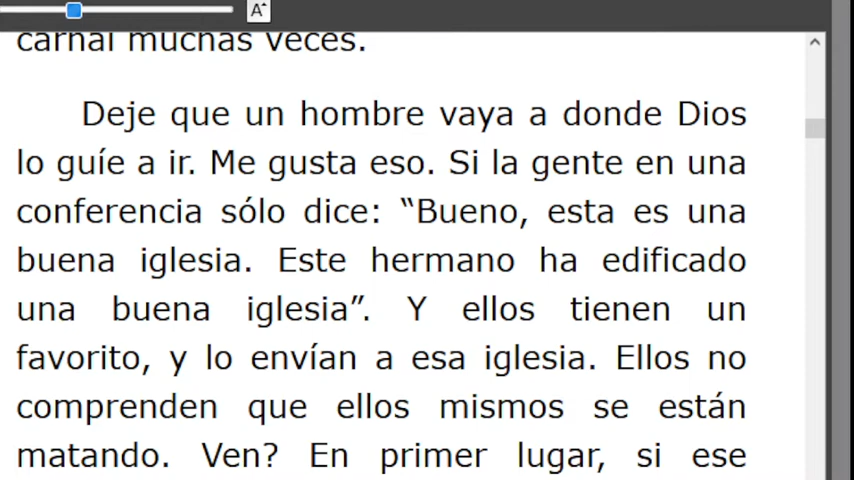 A
carnal muchas veces.
Deje que un hombre vaya a donde Dios
lo guíe a ir. Me gusta eso. Si la gente en una
conferencia sólo dice: “Bueno, esta es una
buena iglesia. Este hermano ha edificado
una buena iglesia”. Y ellos tienen un
favorito, y lo envían a esa iglesia. Ellos no
comprenden que ellos mismos se están
matando. Ven? En primer lugar, si ese